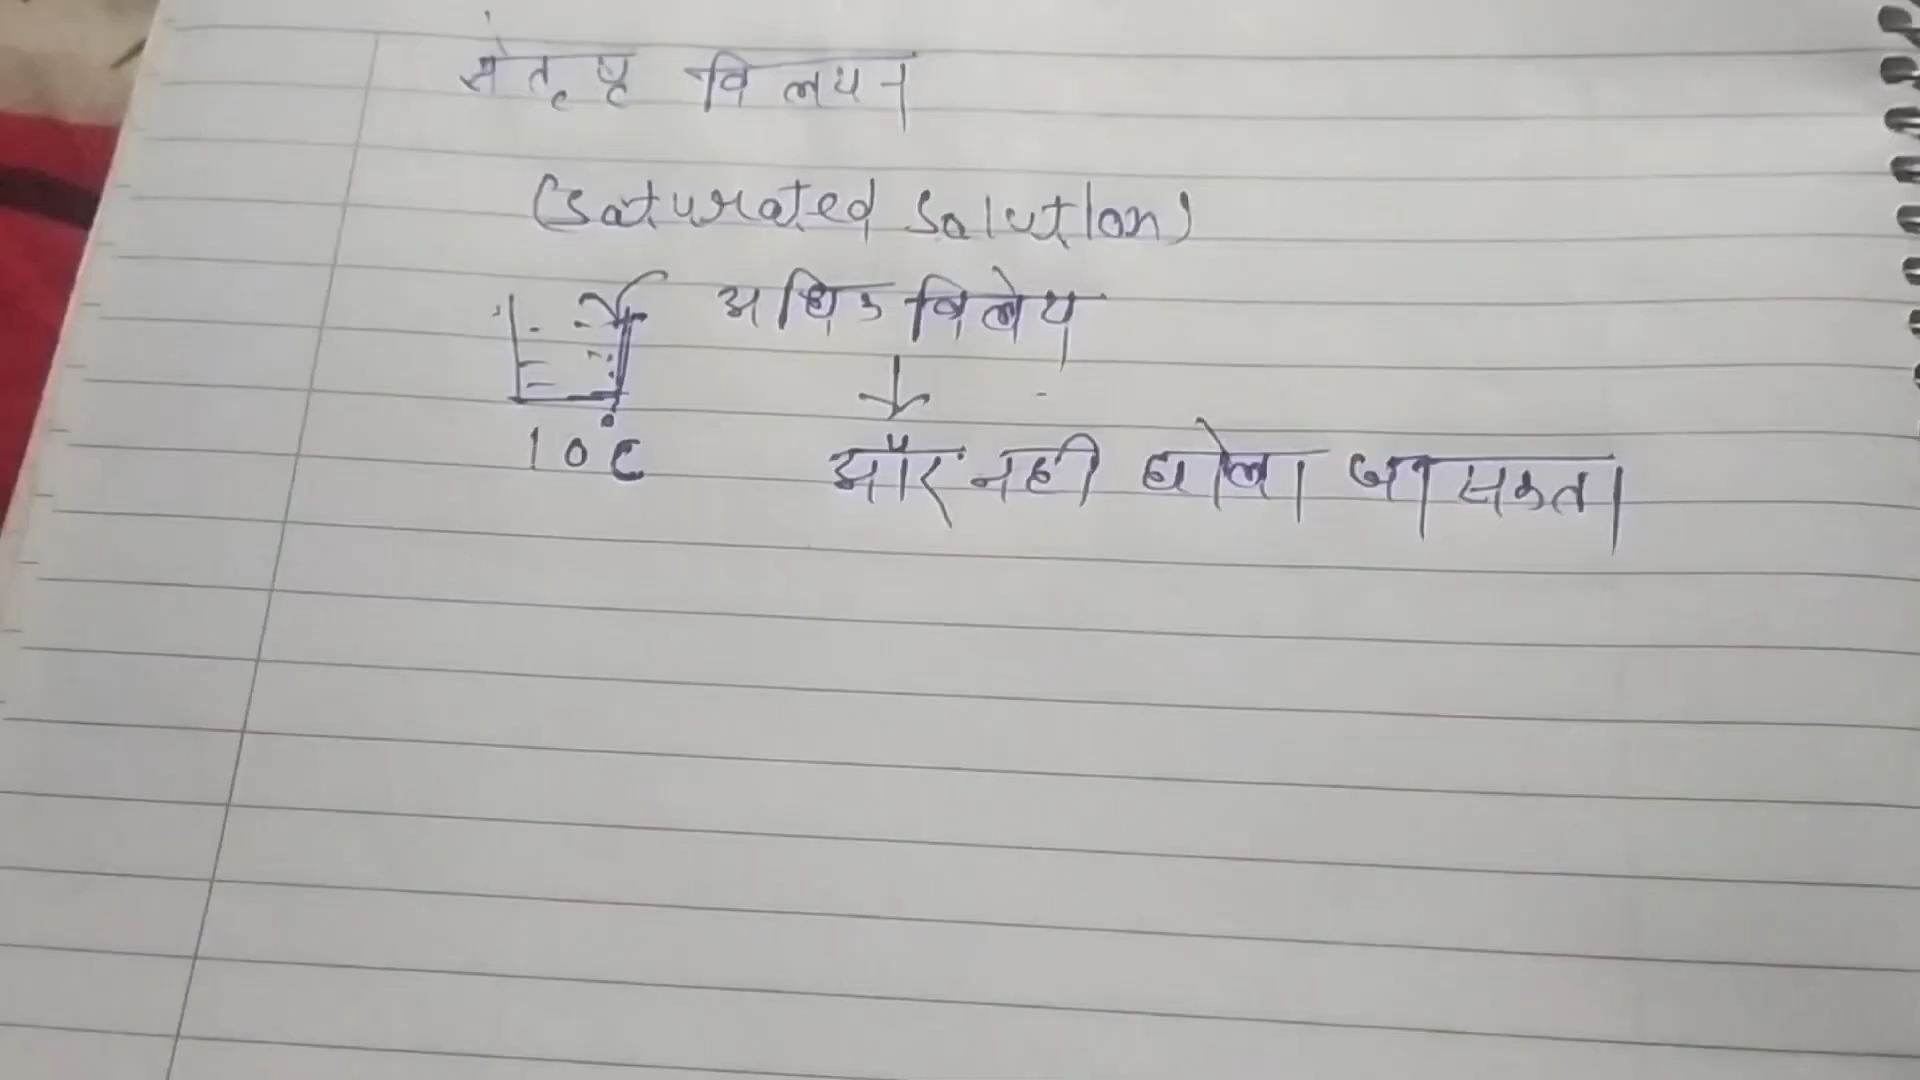 संतृप्त विलयन
(Saturated Solution)
अधिक विलेय
10°C
और नही घोला जा सकता